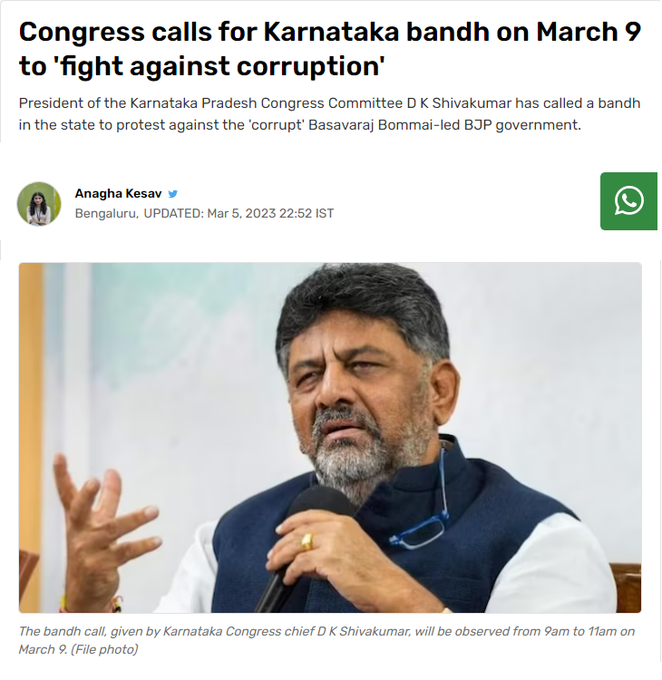 Congress calls for Karnataka bandh on March 9
to 'fight against corruption'
President of the Karnataka Pradesh Congress Committee D K Shivakumar has called a bandh
in the state to protest against the 'corrupt' Basavaraj Bommai-led BJP government.
Anagha Kesav
Bengaluru, UPDATED: Mar 5, 2023 22:52 IST
The bandh call, given by Karnataka Congress chief D K Shivakumar, will be observed from 9am to 11am on
March 9. (File photo)